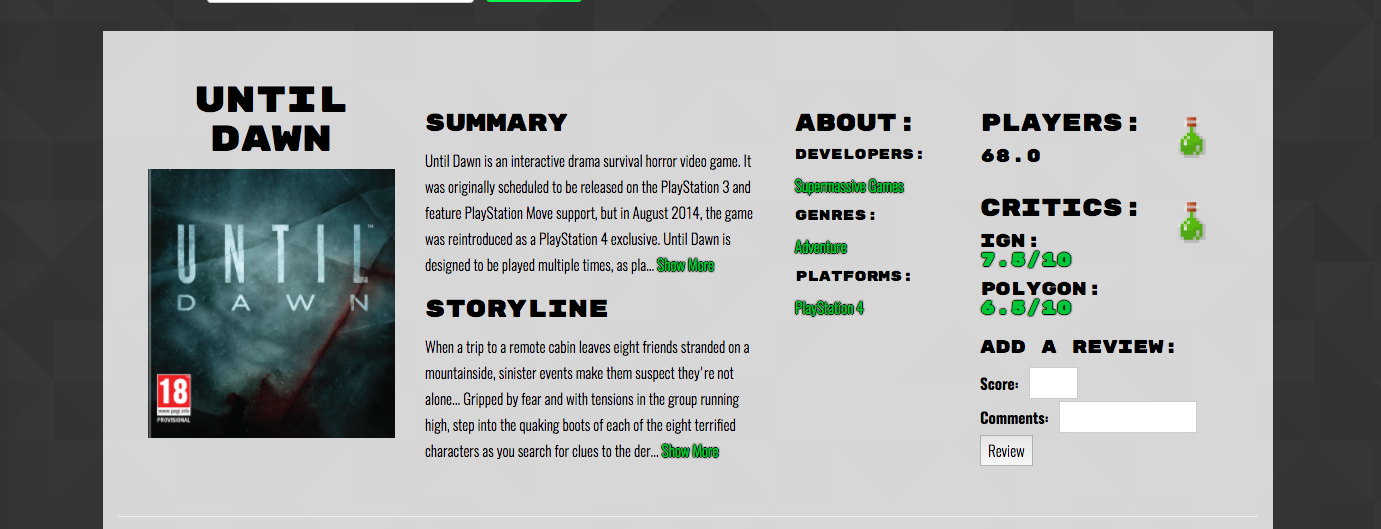 UNTIL
DAWN
UNTIL™
DAWN
18
www.pegi.info
PROVISIONAL
SUMMARY
Until Dawn is an interactive drama survival horror video game. It
was originally scheduled to be released on the PlayStation 3 and
feature PlayStation Move support, but in August 2014, the game
was reintroduced as a PlayStation 4 exclusive. Until Dawn is
designed to be played multiple times, as pla... Show More
STORYLINE
When a trip to a remote cabin leaves eight friends stranded on a
mountainside, sinister events make them suspect they're not
alone... Gripped by fear and with tensions in the group running
high, step into the quaking boots of each of the eight terrified
characters as you search for clues to the der... Show More
ABOUT:
DEVELOPERS:
Supermassive Games
GENRES:
Adventure
PLATFORMS:
PlayStation 4
PLAYERS:
68.0
CRITICS:
IGN:
7.5/10
POLYGON:
6.5/10
ADD A REVIEW:
Score:
Comments:
Review